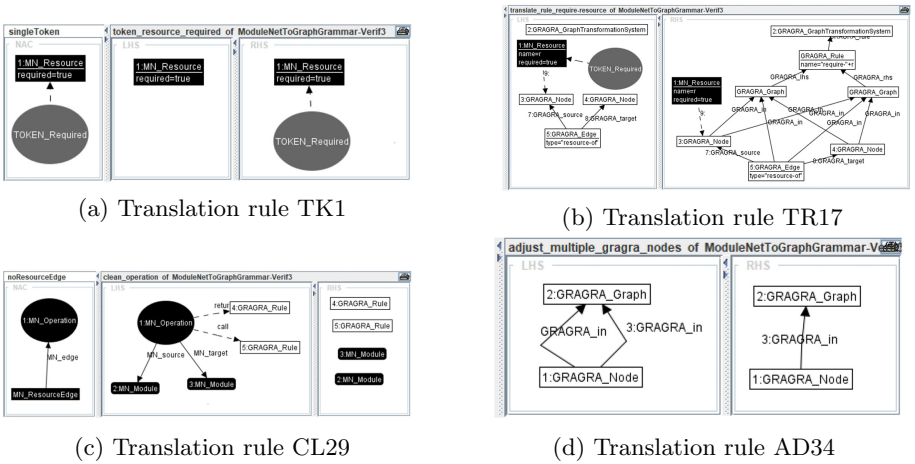 singleToken
token_resource_required of ModuleNetToGraphGrammar-Verif3
NAC
LHS
RHS
1:MN_Resource
required=true
TOKEN_Required
1:MN_Resource
required=true
1:MN_Resource
required=true
TOKEN_Required
(a) Translation rule TK1
translate_rule_require-resource of ModuleNetToGraphGrammar-Verif3
LHS
RHS
2:GRAGRA_GraphTransformationSystem
1:MN_Resource
name=r
required=true
TOKEN_Required
9:
3:GRAGRA_Node
4:GRAGRA_Node
7:GRAGRA_source
8:GRAGRA_target
5:GRAGRA_Edge
type="resource-of"
2:GRAGRA_GraphTransformationSystem
GRAGRA_Rule
name="require-"+r
GRAGRA_lhs
GRAGRA_rhs
1:MN_Resource
name=r
required=true
GRAGRA_Graph
GRAGRA_Graph
GRAGRA_in
GRAGRA_in
GRAGRA_in
GRAGRA_in
GRAGRA_in
GRAGRA_in
9:
3:GRAGRA_Node
4:GRAGRA_Node
7:GRAGRA_source
8:GRAGRA_target
5:GRAGRA_Edge
type="resource-of"
(b) Translation rule TR17
noResourceEdge
clean_operation of ModuleNetToGraphGrammar-Verif3
NAC
LHS
RHS
1:MN_Operation
MN_edge
MN_ResourceEdge
1:MN_Operation
return
4:GRAGRA_Rule
call
5:GRAGRA_Rule
MN_source
MN_target
2:MN_Module
3:MN_Module
4:GRAGRA_Rule
5:GRAGRA_Rule
3:MN_Module
2:MN_Module
(c) Translation rule CL29
adjust_multiple_gragra_nodes of ModuleNetToGraphGrammar-Verif3
LHS
RHS
2:GRAGRA_Graph
GRAGRA_in
3:GRAGRA_in
1:GRAGRA_Node
2:GRAGRA_Graph
3:GRAGRA_in
1:GRAGRA_Node
(d) Translation rule AD34